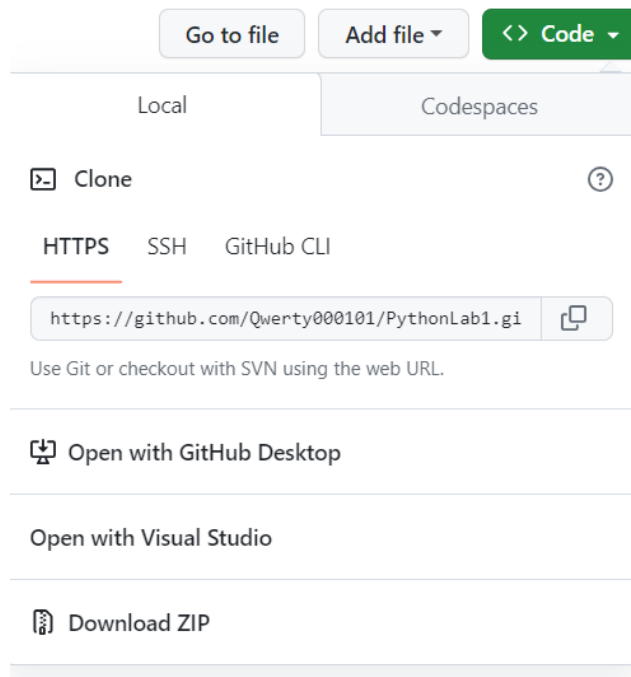 Go to file Add file <> Code
Local Codespaces
Clone
HTTPS SSH GitHub CLI
https://github.com/Qwerty000101/PythonLab1.gi
Use Git or checkout with SVN using the web URL.
Open with GitHub Desktop
Open with Visual Studio
Download ZIP